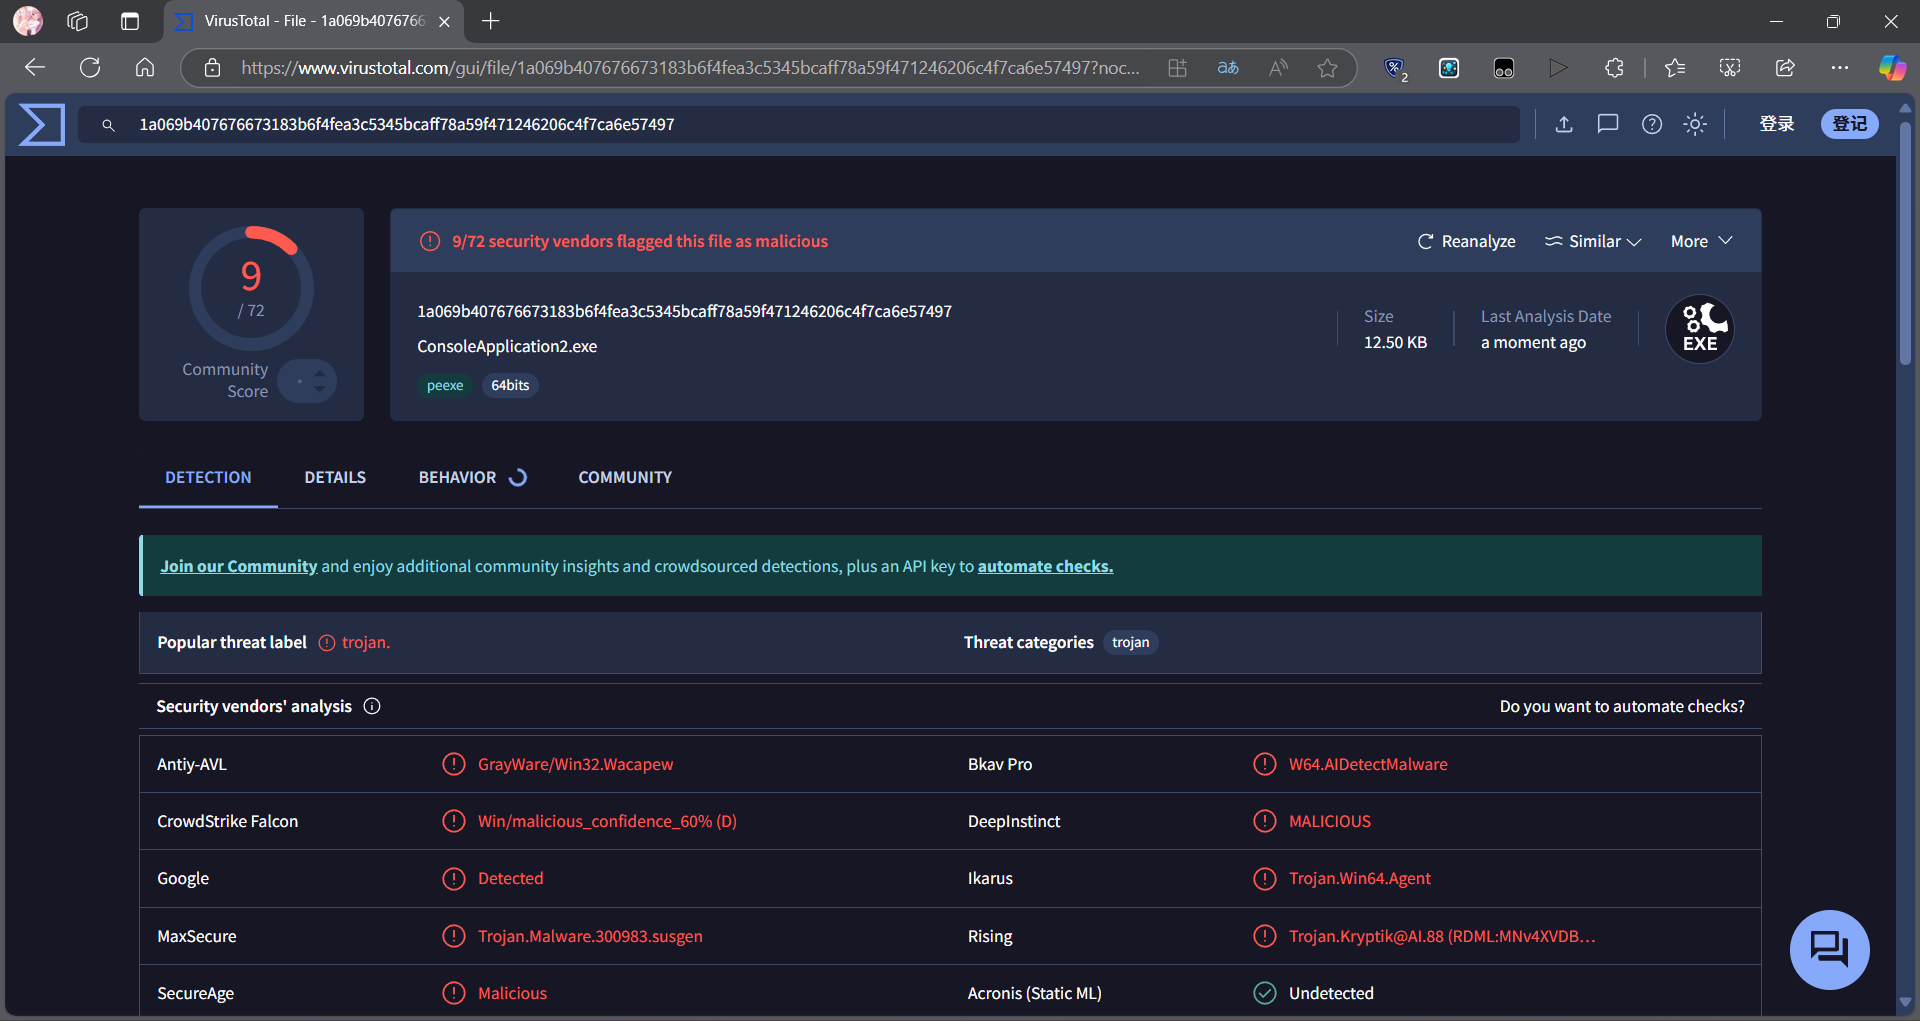 VirusTotal - File - 1a069b4076766
https://www.virustotal.com/gui/file/1a069b407676673183b6f4fea3c5345bcaff78a59f471246206c4f7ca6e57497?noc...
aあ
A
2
1a069b407676673183b6f4fea3c5345bcaff78a59f471246206c4f7ca6e57497
登录
登记
9
/ 72
Community
Score
9/72 security vendors flagged this file as malicious
Reanalyze
Similar
More
1a069b407676673183b6f4fea3c5345bcaff78a59f471246206c4f7ca6e57497
ConsoleApplication2.exe
peexe
64bits
Size
12.50 KB
Last Analysis Date
a moment ago
EXE
DETECTION
DETAILS
BEHAVIOR
COMMUNITY
Join our Community and enjoy additional community insights and crowdsourced detections, plus an API key to automate checks.
Popular threat label
trojan.
Threat categories
trojan
Security vendors' analysis
Do you want to automate checks?
Antiy-AVL
GrayWare/Win32.Wacapew
Bkav Pro
W64.AIDetectMalware
CrowdStrike Falcon
Win/malicious_confidence_60% (D)
DeepInstinct
MALICIOUS
Google
Detected
Ikarus
Trojan.Win64.Agent
MaxSecure
Trojan.Malware.300983.susgen
Rising
Trojan.Kryptik@AI.88 (RDML:MNv4XVDB...
SecureAge
Malicious
Acronis (Static ML)
Undetected